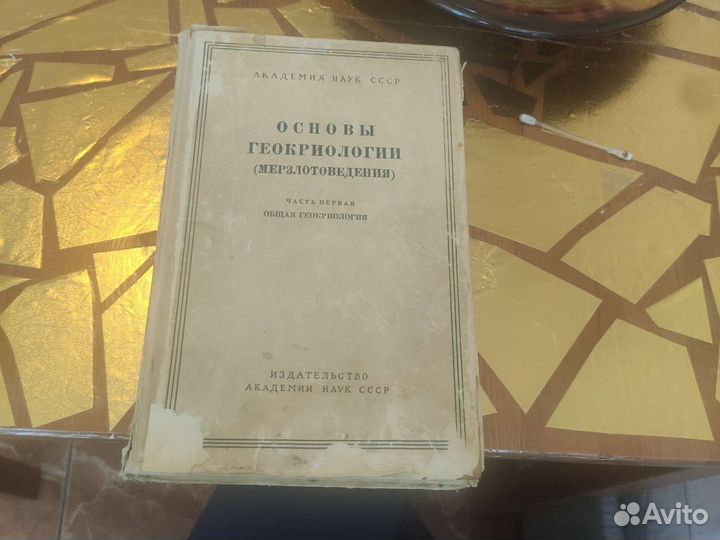 АКАДЕМИЯ НАУК СССР
ОСНОВЫ
ГЕОКРИОЛОГИИ
(МЕРЗЛОТОВЕДЕНИЯ)
ЧАСТЬ ПЕРВАЯ
ОБЩАЯ ГЕОКРИОЛОГИЯ
ИЗДАТЕЛЬСТВО
АКАДЕМИИ НАУК СССР
Avito